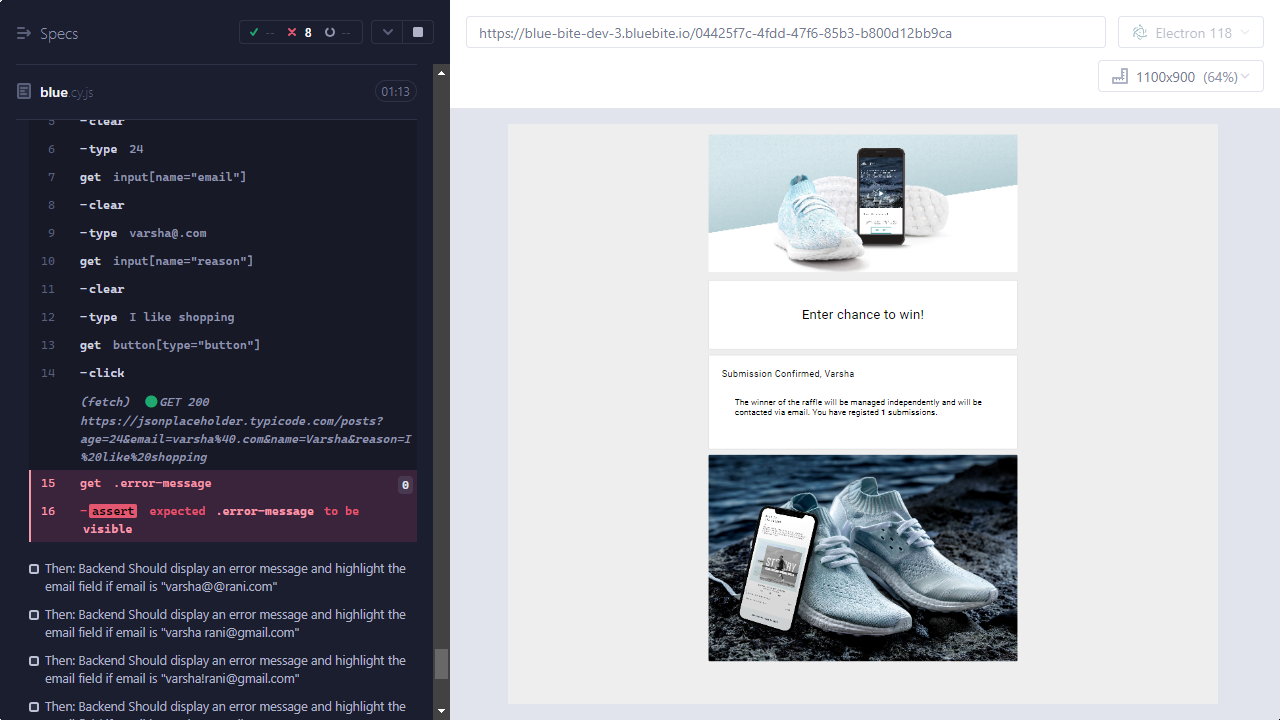 Specs
-- 8 --
blue.cy.js
01:13
5 -clear
6 -type 24
7 get input[name="email"]
8 -clear
9 -type varsha@.com
10 get input[name="reason"]
11 -clear
12 -type I like shopping
13 get button[type="button"]
14 -click
(fetch) GET 200
https://jsonplaceholder.typicode.com/posts?
age=24&email=varsha%40.com&name=Varsha&reason=I
%20like%20shopping
15 get .error-message 0
16 -assert expected .error-message to be
visible
Then: Backend Should display an error message and highlight the
email field if email is "varsha@@rani.com"
Then: Backend Should display an error message and highlight the
email field if email is "varsha rani@gmail.com"
Then: Backend Should display an error message and highlight the
email field if email is "varsha!rani@gmail.com"
Then: Backend Should display an error message and highlight the
https://blue-bite-dev-3.bluebite.io/04425f7c-4fdd-47f6-85b3-b800d12bb9ca
Electron 118
1100x900 (64%)
Enter chance to win!
Submission Confirmed, Varsha
The winner of the raffle will be managed independently and will be
contacted via email. You have registed 1 submissions.